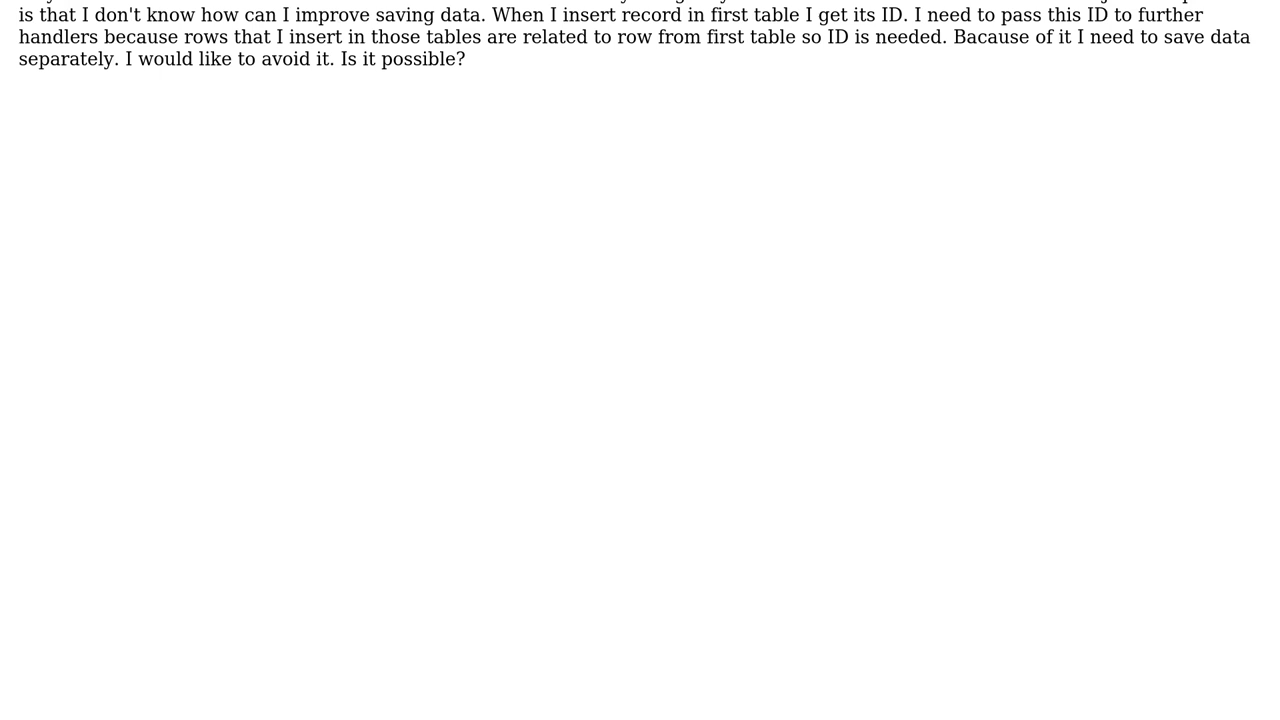 is that I don't know how can I improve saving data. When I insert record in first table I get its ID. I need to pass this ID to further
handlers because rows that I insert in those tables are related to row from first table so ID is needed. Bacause of it I need to save data
separately. I would like to avoid it. Is it possible?